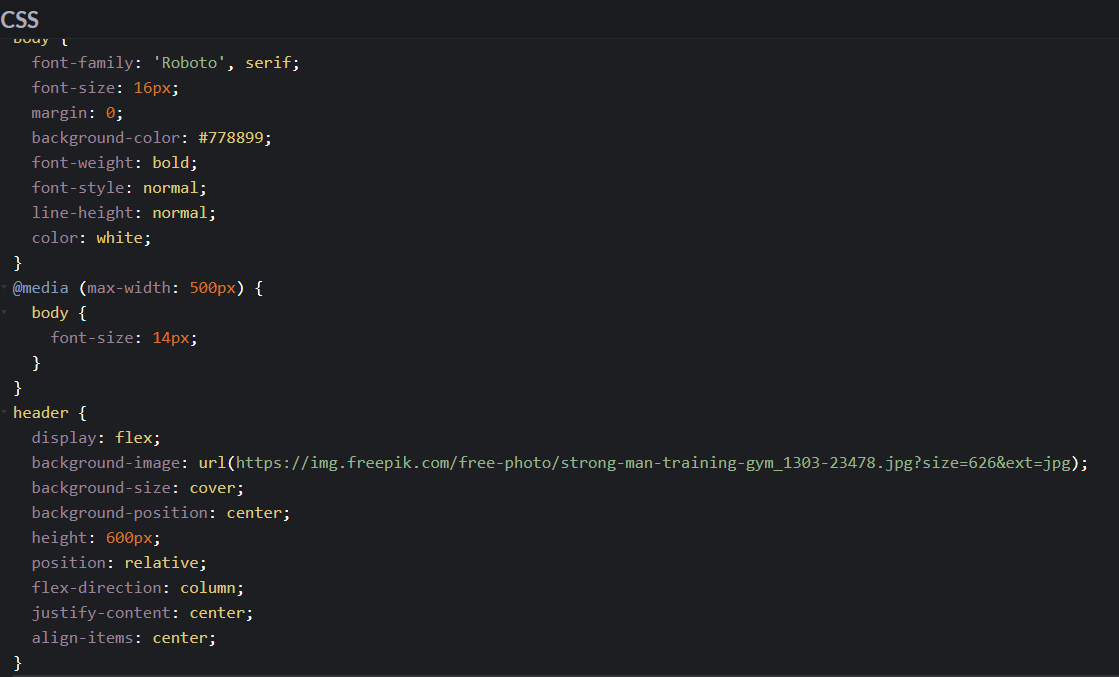 CSS
body {
font-family: 'Roboto', serif;
font-size: 16px;
margin: 0;
background-color: #778899;
font-weight: bold;
font-style: normal;
line-height: normal;
color: white;
}
@media (max-width: 500px) {
body {
font-size: 14px;
}
}
header {
display: flex;
background-image: url(https://img.freepik.com/free-photo/strong-man-training-gym_1303-23478.jpg?size=626&ext=jpg);
background-size: cover;
background-position: center;
height: 600px;
position: relative;
flex-direction: column;
justify-content: center;
align-items: center;
}